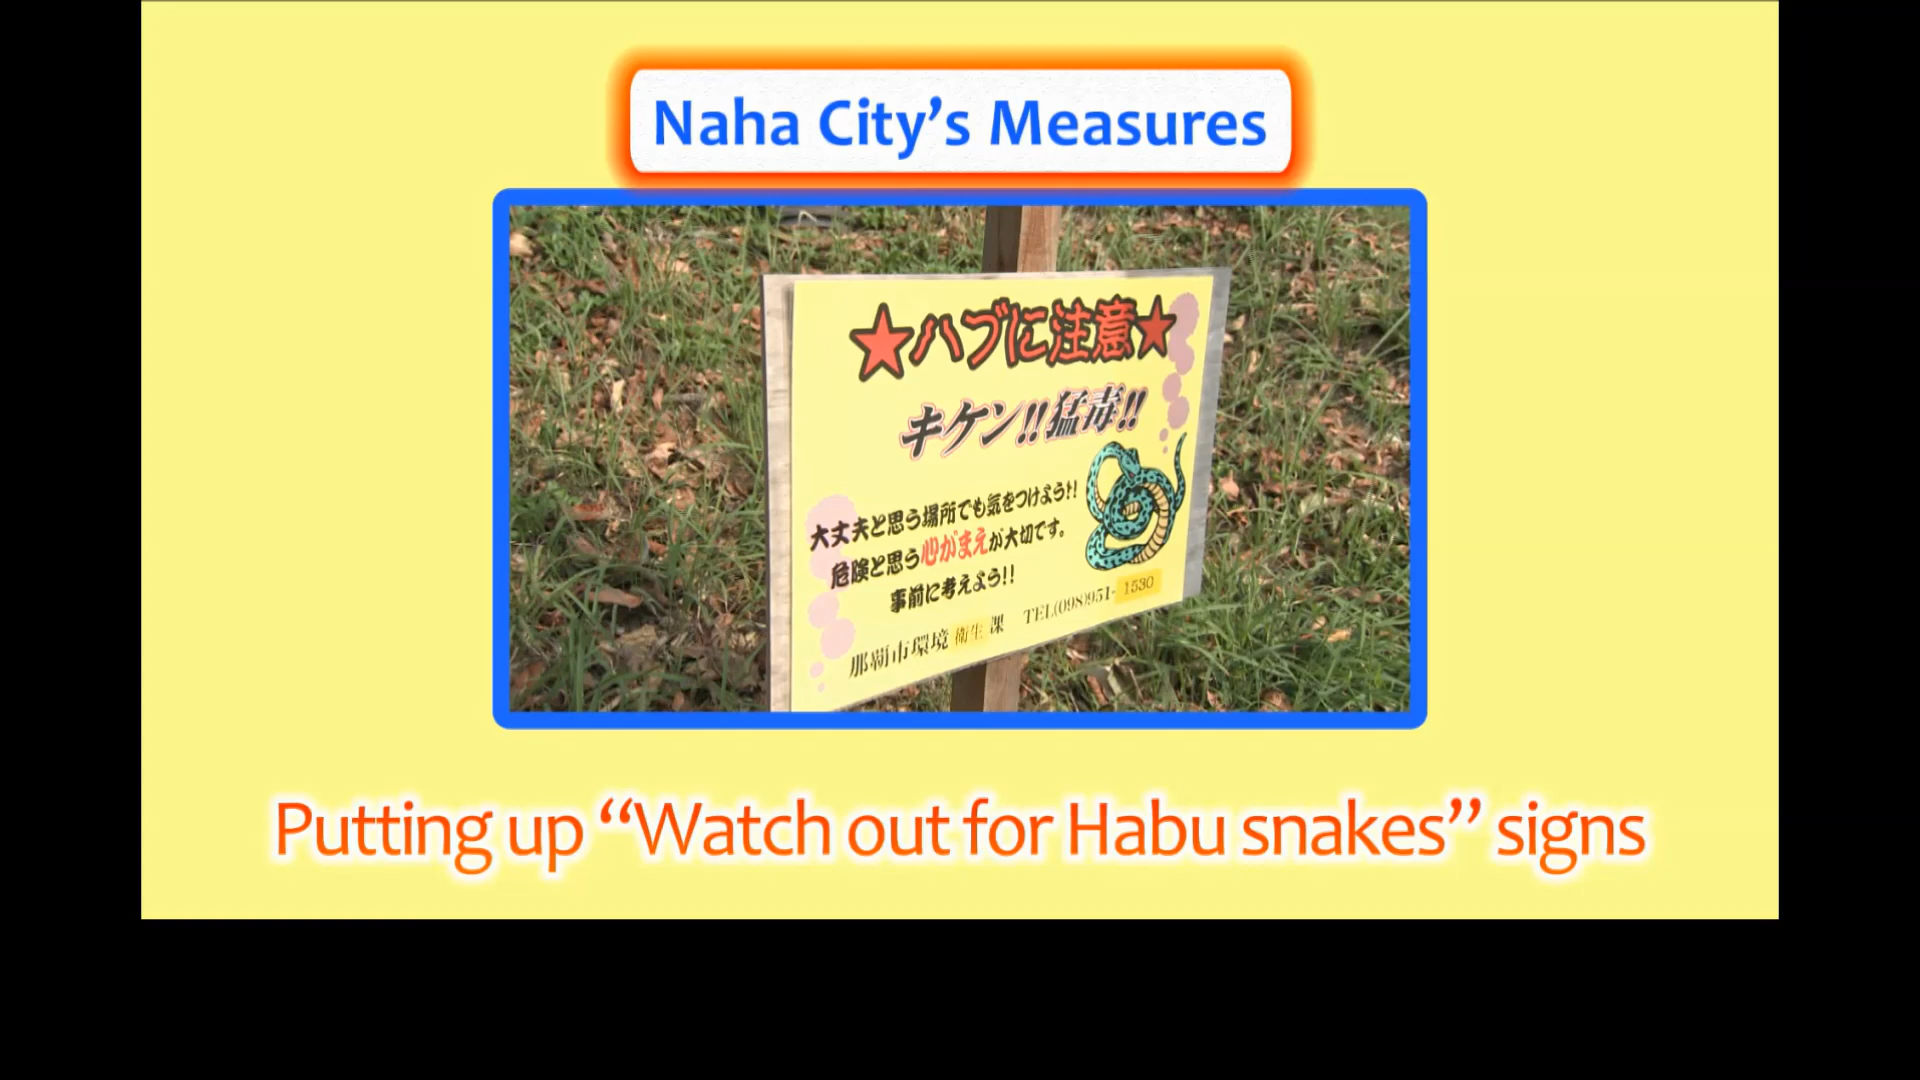 Naha City’s Measures
★ハブに注意★
キケン!!猛毒!!
大丈夫と思う場所でも気をつけよう!!
危険と思う心がまえが大切です。
事前に考えよう!!
那覇市環境衛生課 TEL(098)951-1530
Putting up “Watch out for Habu snakes” signs